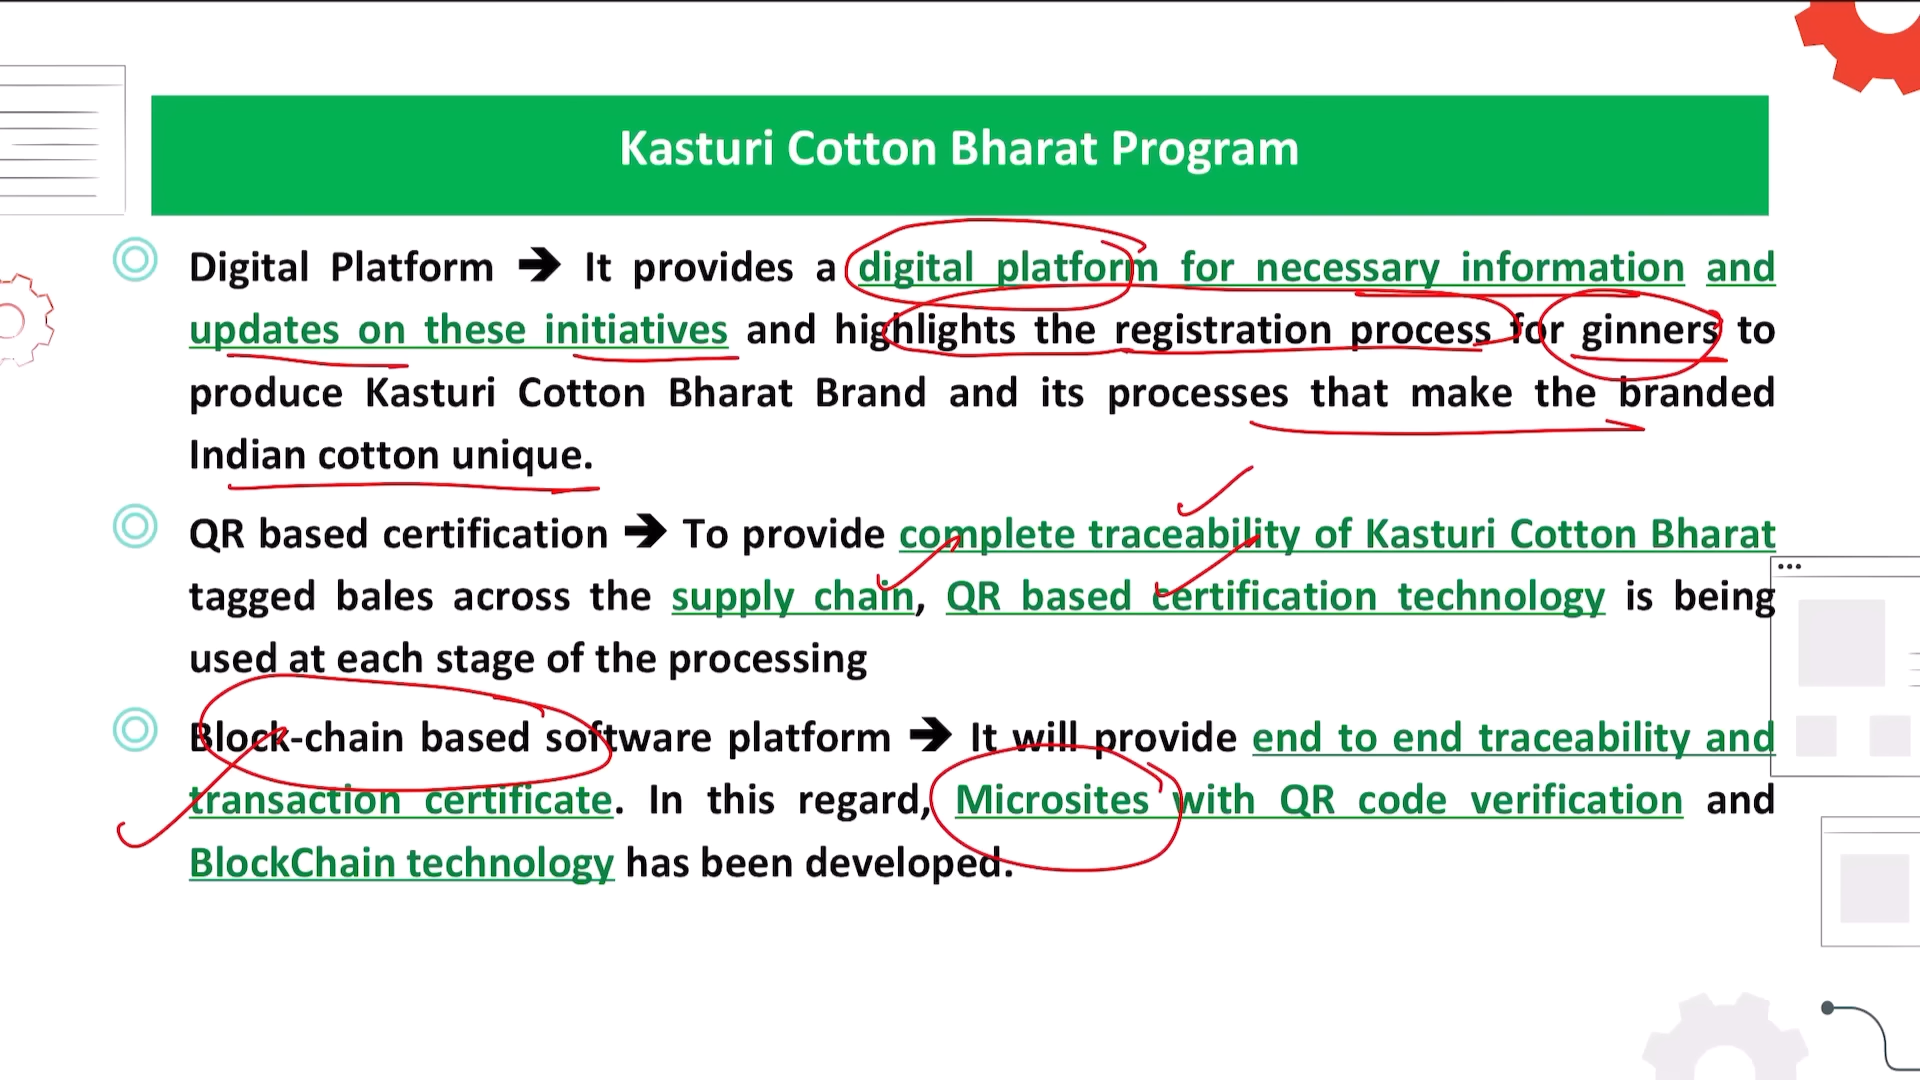 Kasturi Cotton Bharat Program
Digital Platform ➔ It provides a digital platform for necessary information and
updates on these initiatives and highlights the registration process for ginners to
produce Kasturi Cotton Bharat Brand and its processes that make the branded
Indian cotton unique.
QR based certification ➔ To provide complete traceability of Kasturi Cotton Bharat
tagged bales across the supply chain, QR based certification technology is being
used at each stage of the processing
Block-chain based software platform ➔ It will provide end to end traceability and
transaction certificate. In this regard, Microsites with QR code verification and
BlockChain technology has been developed.